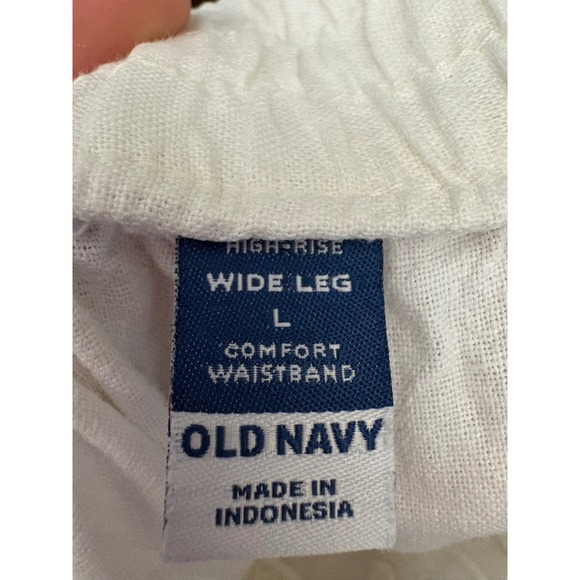 HIGH-RISE
WIDE LEG
L
COMFORT
WAISTBAND
OLD NAVY
MADE IN
INDONESIA